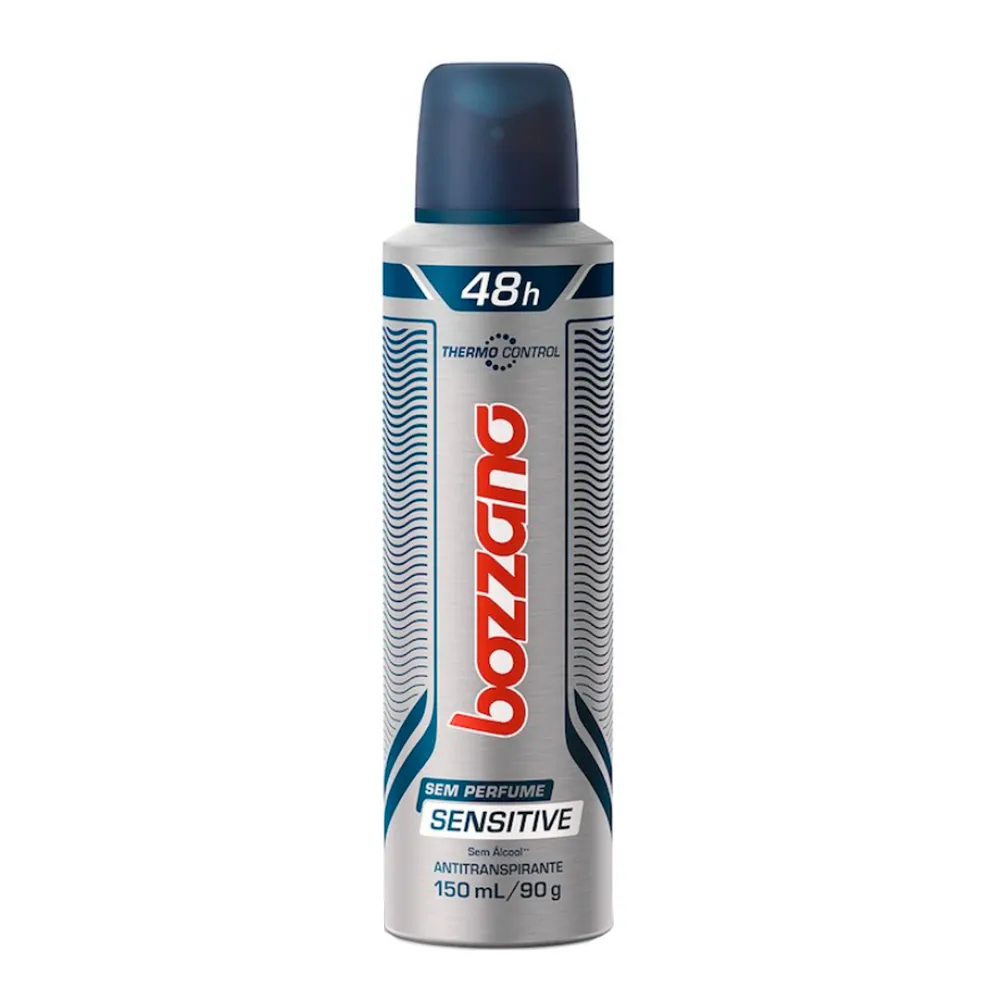 48h
THERMO CONTROL
bozzano
SEM PERFUME
SENSITIVE
Sem Álcool**
ANTITRANSPIRANTE
150 mL/90 g